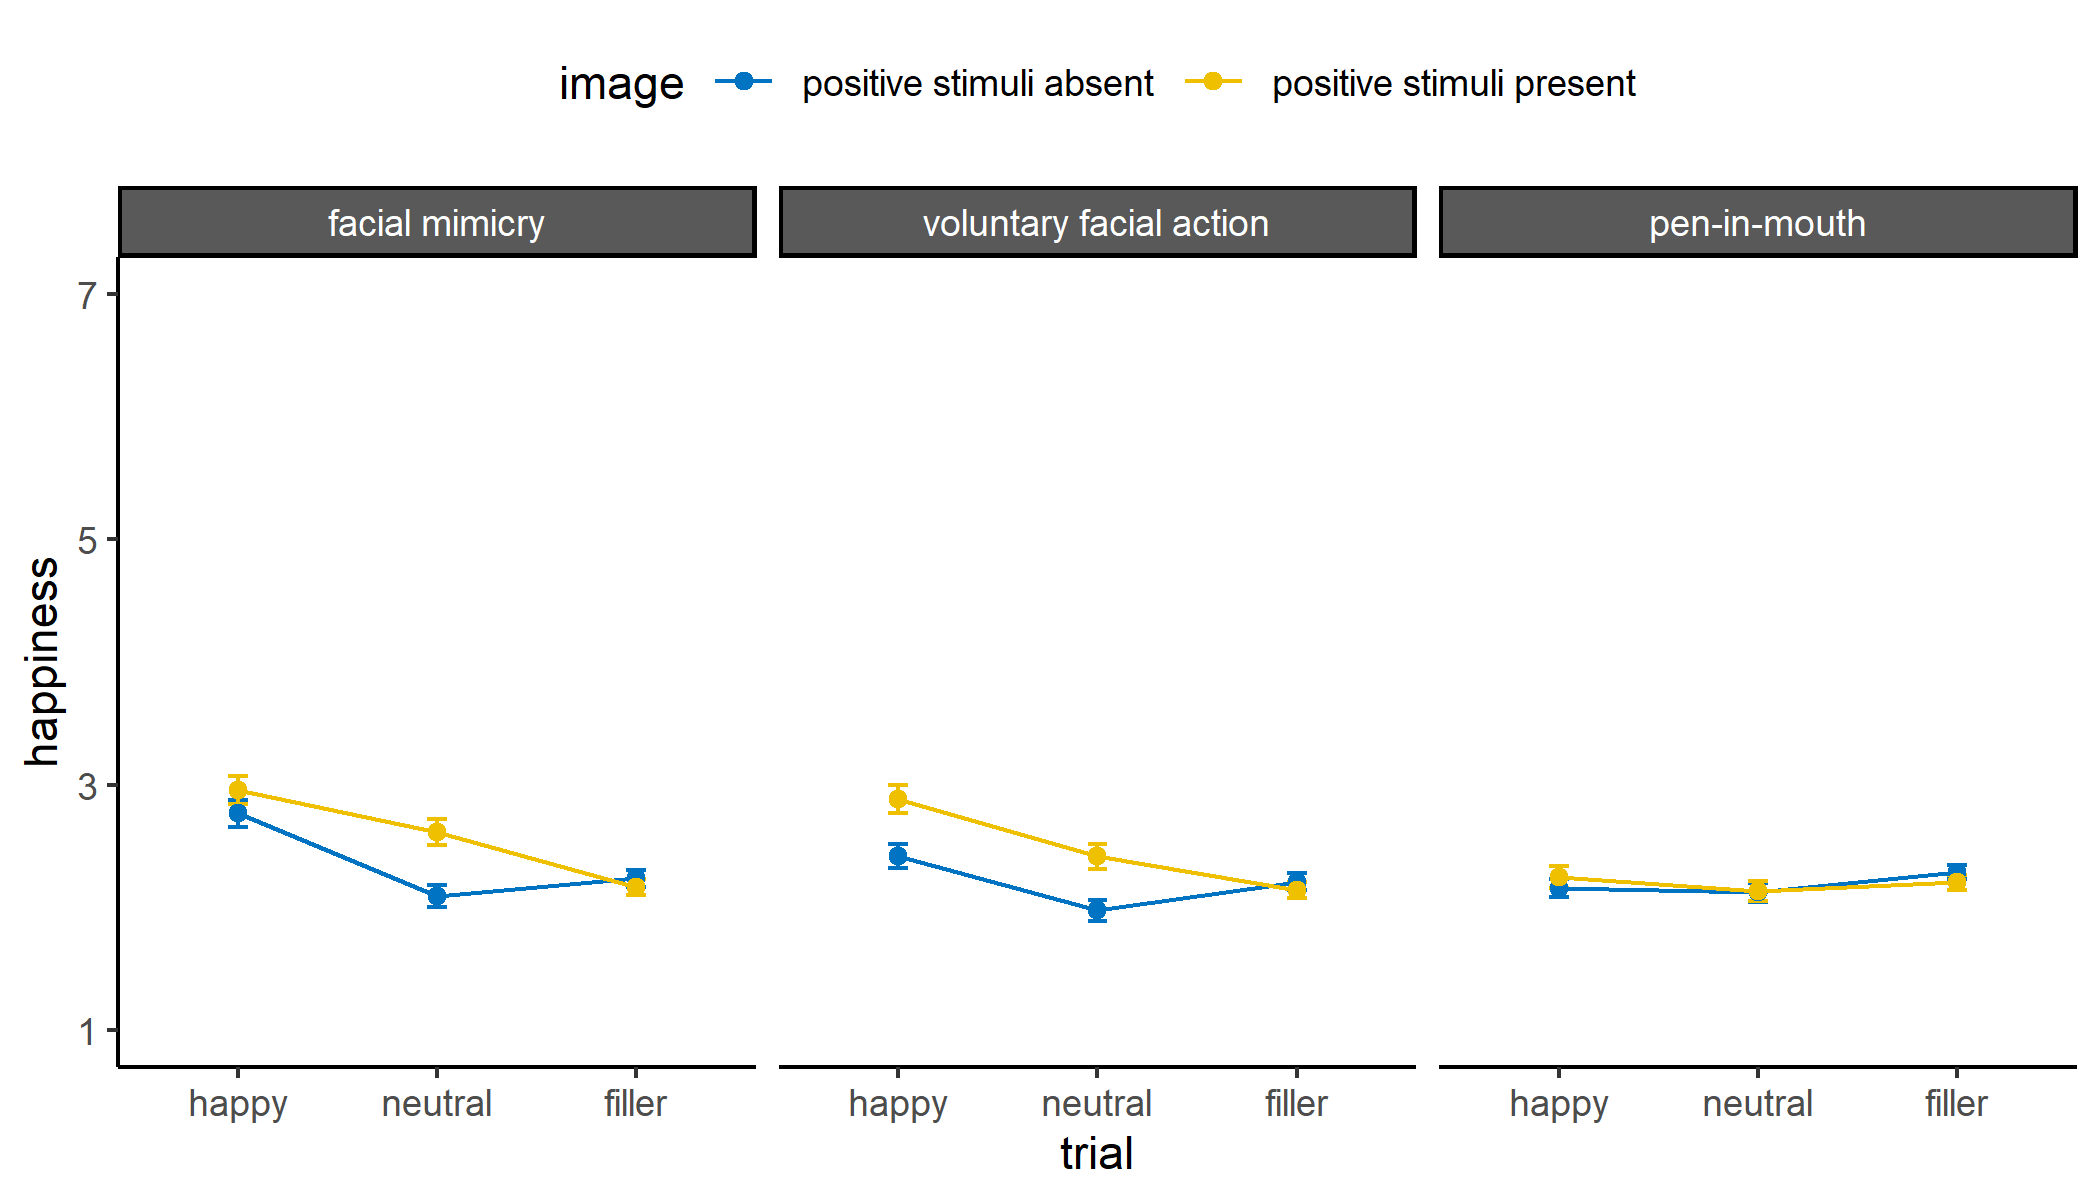 image positive stimuli absent positive stimuli present
facial mimicry voluntary facial action pen-in-mouth
7
5
3
1
happiness
happy neutral filler happy neutral filler happy neutral filler
trial